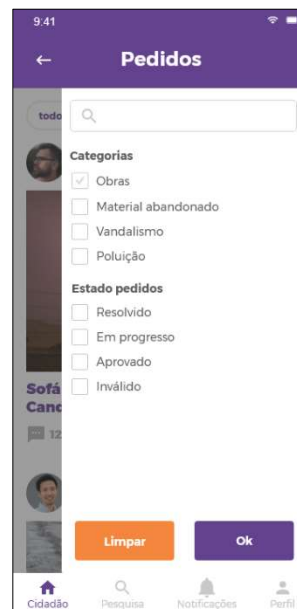 9:41
Pedidos
todo
Categorias
Obras
Material abandonado
Vandalismo
Poluição
Estado pedidos
Resolvido
Em progresso
Aprovado
Inválido
Sofá
Cand
12
Limpar Ok
Cidadão Pesquisa Notificações Perfil